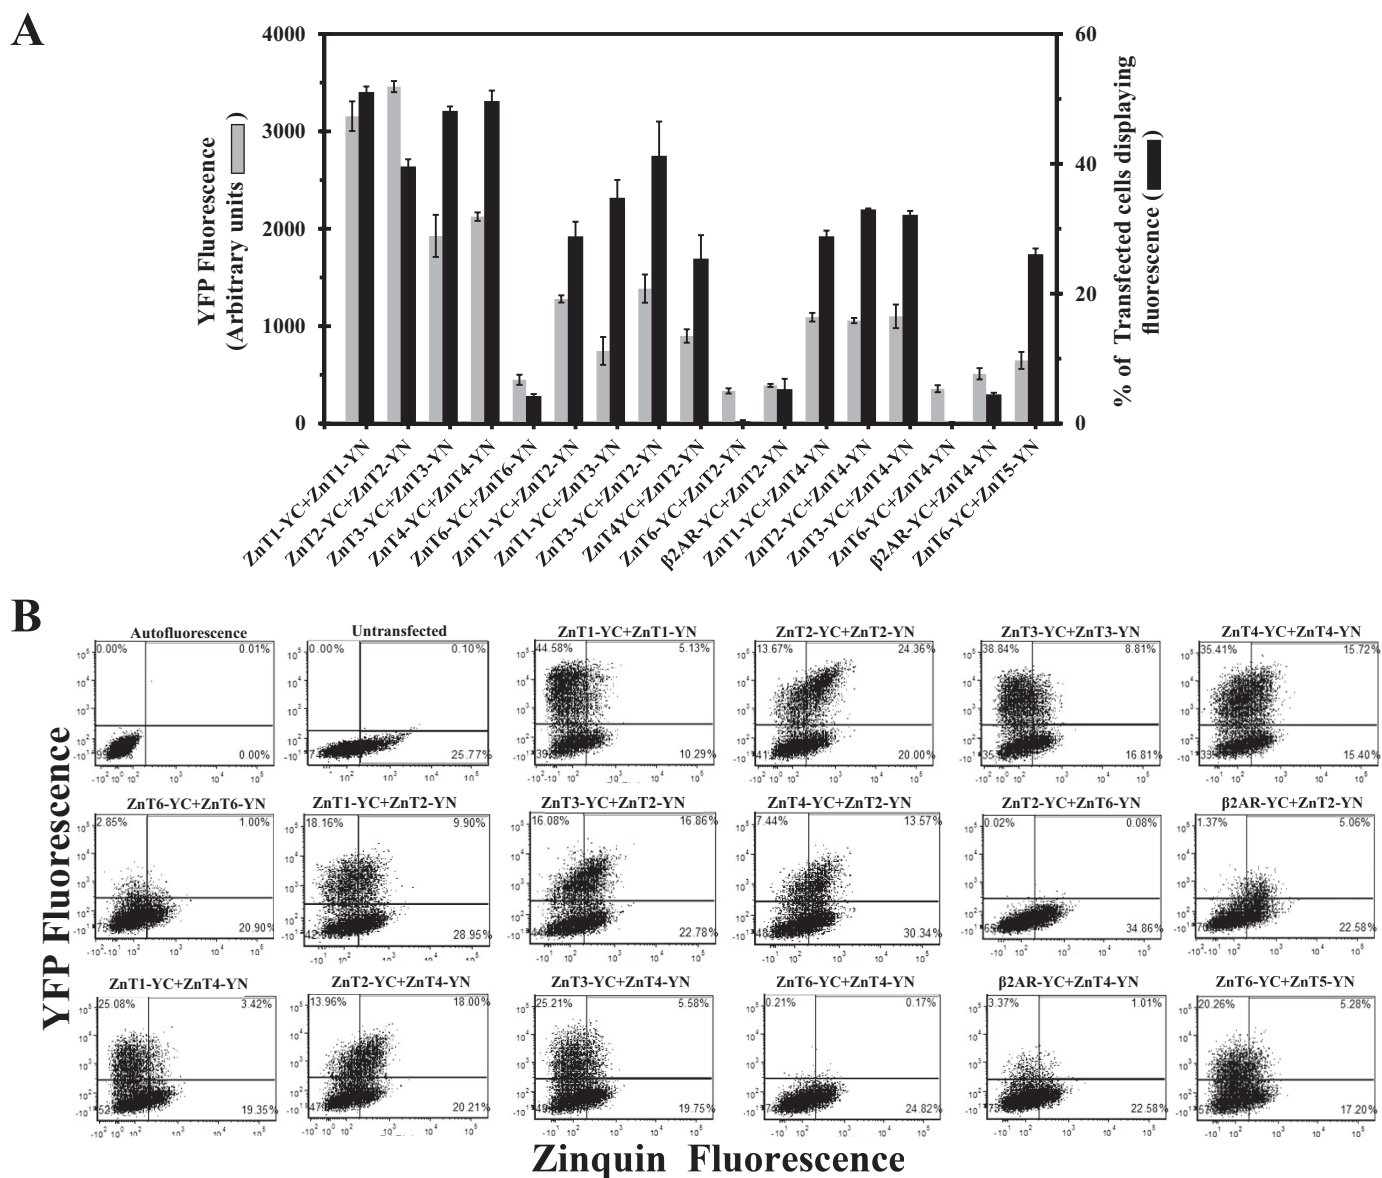 A
YFP Fluorescence
(Arbitrary units )
4000
3000
2000
1000
0
60
40
20
0
% of Transfected cells displaying
fluorescence ( )
ZnT1-YC+ZnT1-YN
ZnT2-YC+ZnT2-YN
ZnT3-YC+ZnT3-YN
ZnT4-YC+ZnT4-YN
ZnT6-YC+ZnT6-YN
ZnT1-YC+ZnT2-YN
ZnT1-YC+ZnT3-YN
ZnT3-YC+ZnT2-YN
ZnT4YC+ZnT2-YN
ZnT6-YC+ZnT2-YN
β2AR-YC+ZnT2-YN
ZnT1-YC+ZnT4-YN
ZnT2-YC+ZnT4-YN
ZnT3-YC+ZnT4-YN
ZnT6-YC+ZnT4-YN
β2AR-YC+ZnT4-YN
ZnT6-YC+ZnT5-YN
B
YFP Fluorescence
Autofluorescence
0.00% 0.01%
0.00%
Untransfected
0.00% 0.10%
25.77%
ZnT1-YC+ZnT1-YN
44.58% 5.13%
10.29%
ZnT2-YC+ZnT2-YN
13.67% 24.36%
20.00%
ZnT3-YC+ZnT3-YN
38.84% 8.81%
16.81%
ZnT4-YC+ZnT4-YN
35.41% 15.72%
15.40%
ZnT6-YC+ZnT6-YN
2.85% 1.00%
20.90%
ZnT1-YC+ZnT2-YN
18.16% 9.90%
28.95%
ZnT3-YC+ZnT2-YN
16.08% 16.86%
22.78%
ZnT4-YC+ZnT2-YN
7.44% 13.57%
30.34%
ZnT2-YC+ZnT6-YN
0.02% 0.08%
34.86%
β2AR-YC+ZnT2-YN
1.37% 5.06%
22.58%
ZnT1-YC+ZnT4-YN
25.08% 3.42%
19.35%
ZnT2-YC+ZnT4-YN
13.96% 18.00%
20.21%
ZnT3-YC+ZnT4-YN
25.21% 5.58%
19.75%
ZnT6-YC+ZnT4-YN
0.21% 0.17%
24.82%
β2AR-YC+ZnT4-YN
3.37% 1.01%
22.58%
ZnT6-YC+ZnT5-YN
20.26% 5.28%
17.20%
Zinquin Fluorescence